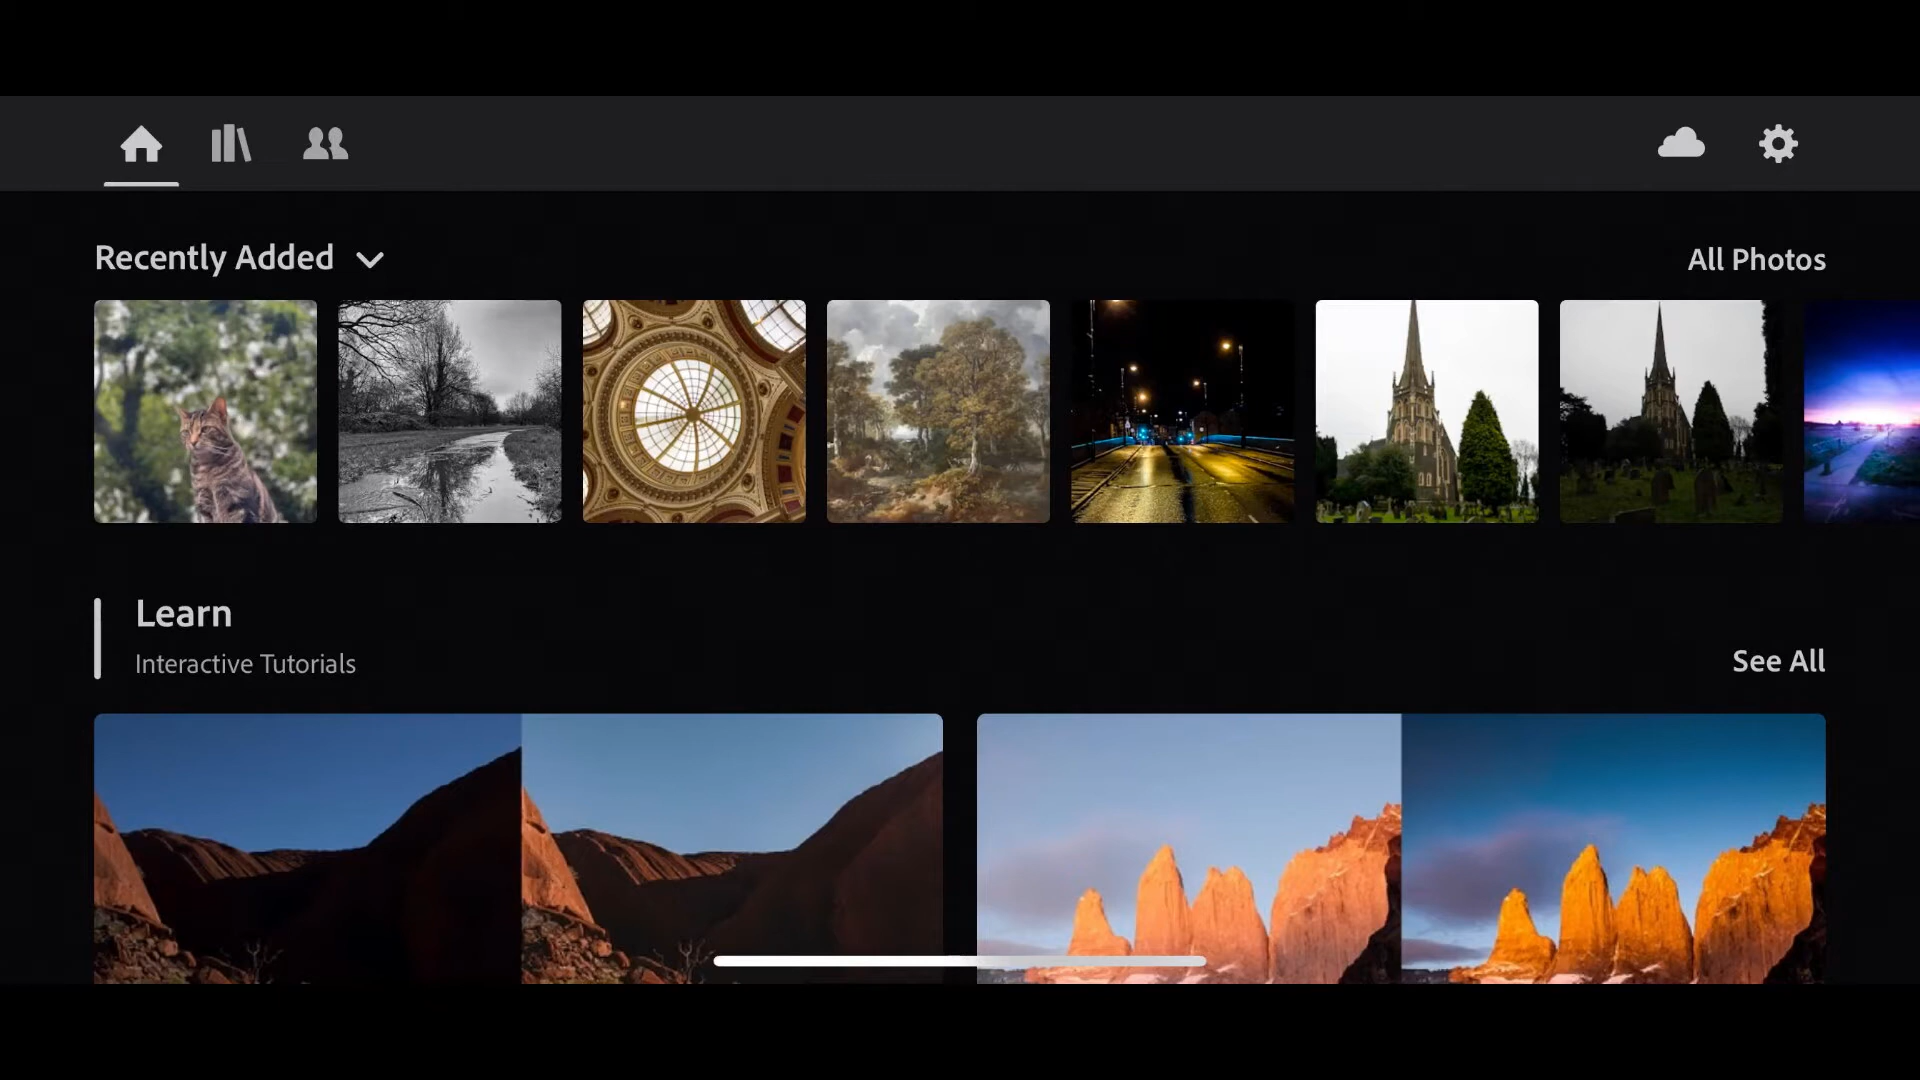 Recently Added
All Photos
Learn
Interactive Tutorials
See All